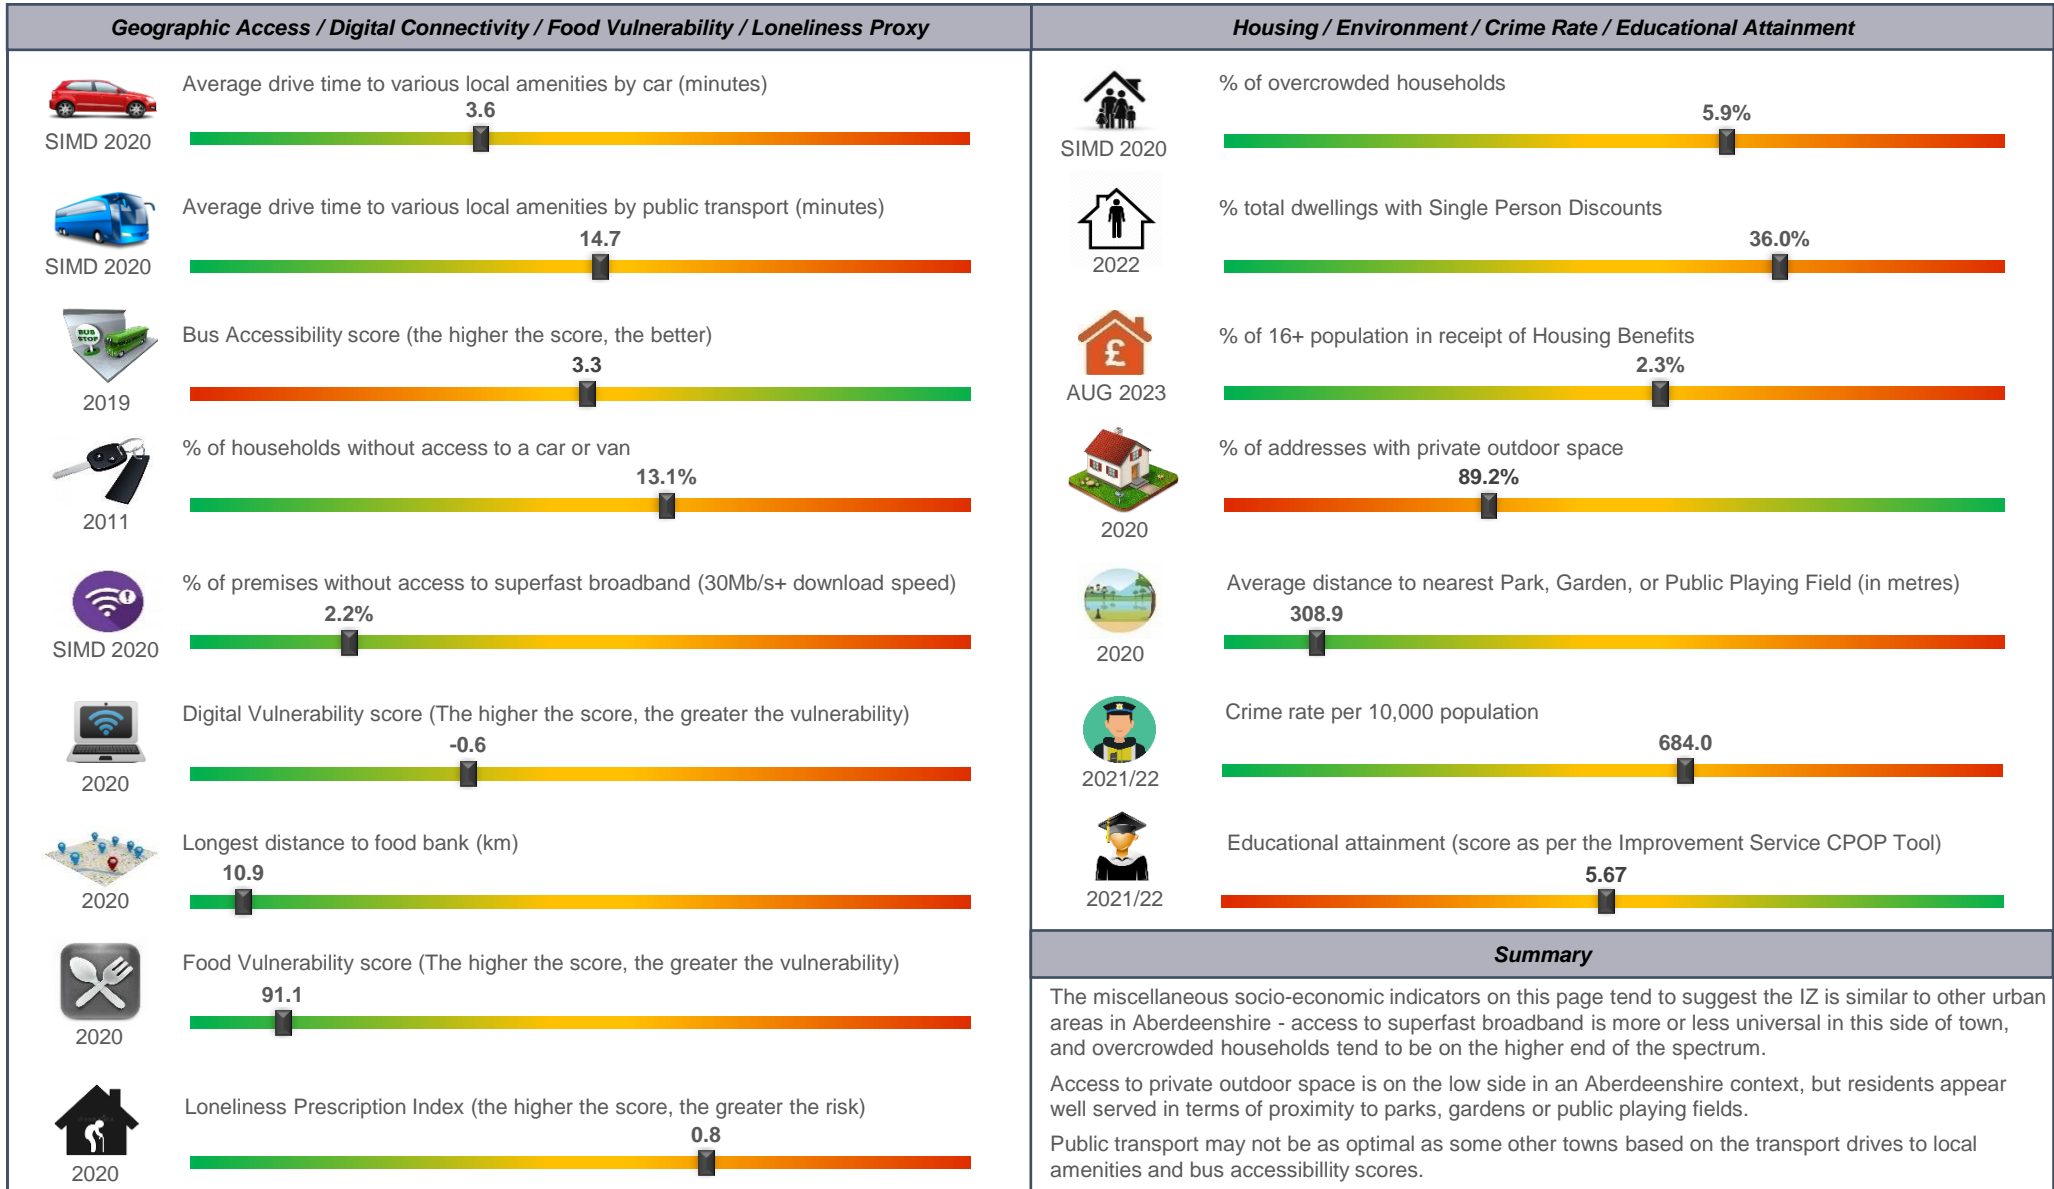 Geographic Access / Digital Connectivity / Food Vulnerability / Loneliness Proxy
Average drive time to various local amenities by car (minutes)
3.6
SIMD 2020
Average drive time to various local amenities by public transport (minutes)
14.7
SIMD 2020
BUS
STOP
Bus Accessibility score (the higher the score, the better)
3.3
2019
% of households without access to a car or van
13.1%
2011
% of premises without access to superfast broadband (30Mb/s+ download speed)
2.2%
SIMD 2020
Digital Vulnerability score (The higher the score, the greater the vulnerability)
-0.6
2020
Longest distance to food bank (km)
10.9
2020
Food Vulnerability score (The higher the score, the greater the vulnerability)
91.1
2020
Loneliness Prescription Index (the higher the score, the greater the risk)
0.8
2020
Housing / Environment / Crime Rate / Educational Attainment
% of overcrowded households
5.9%
SIMD 2020
% total dwellings with Single Person Discounts
36.0%
2022
£
% of 16+ population in receipt of Housing Benefits
2.3%
AUG 2023
% of addresses with private outdoor space
89.2%
2020
Average distance to nearest Park, Garden, or Public Playing Field (in metres)
308.9
2020
Crime rate per 10,000 population
684.0
2021/22
Educational attainment (score as per the Improvement Service CPOP Tool)
5.67
2021/22
Summary
The miscellaneous socio-economic indicators on this page tend to suggest the IZ is similar to other urban
areas in Aberdeenshire - access to superfast broadband is more or less universal in this side of town,
and overcrowded households tend to be on the higher end of the spectrum.
Access to private outdoor space is on the low side in an Aberdeenshire context, but residents appear
well served in terms of proximity to parks, gardens or public playing fields.
Public transport may not be as optimal as some other towns based on the transport drives to local
amenities and bus accessibillity scores.